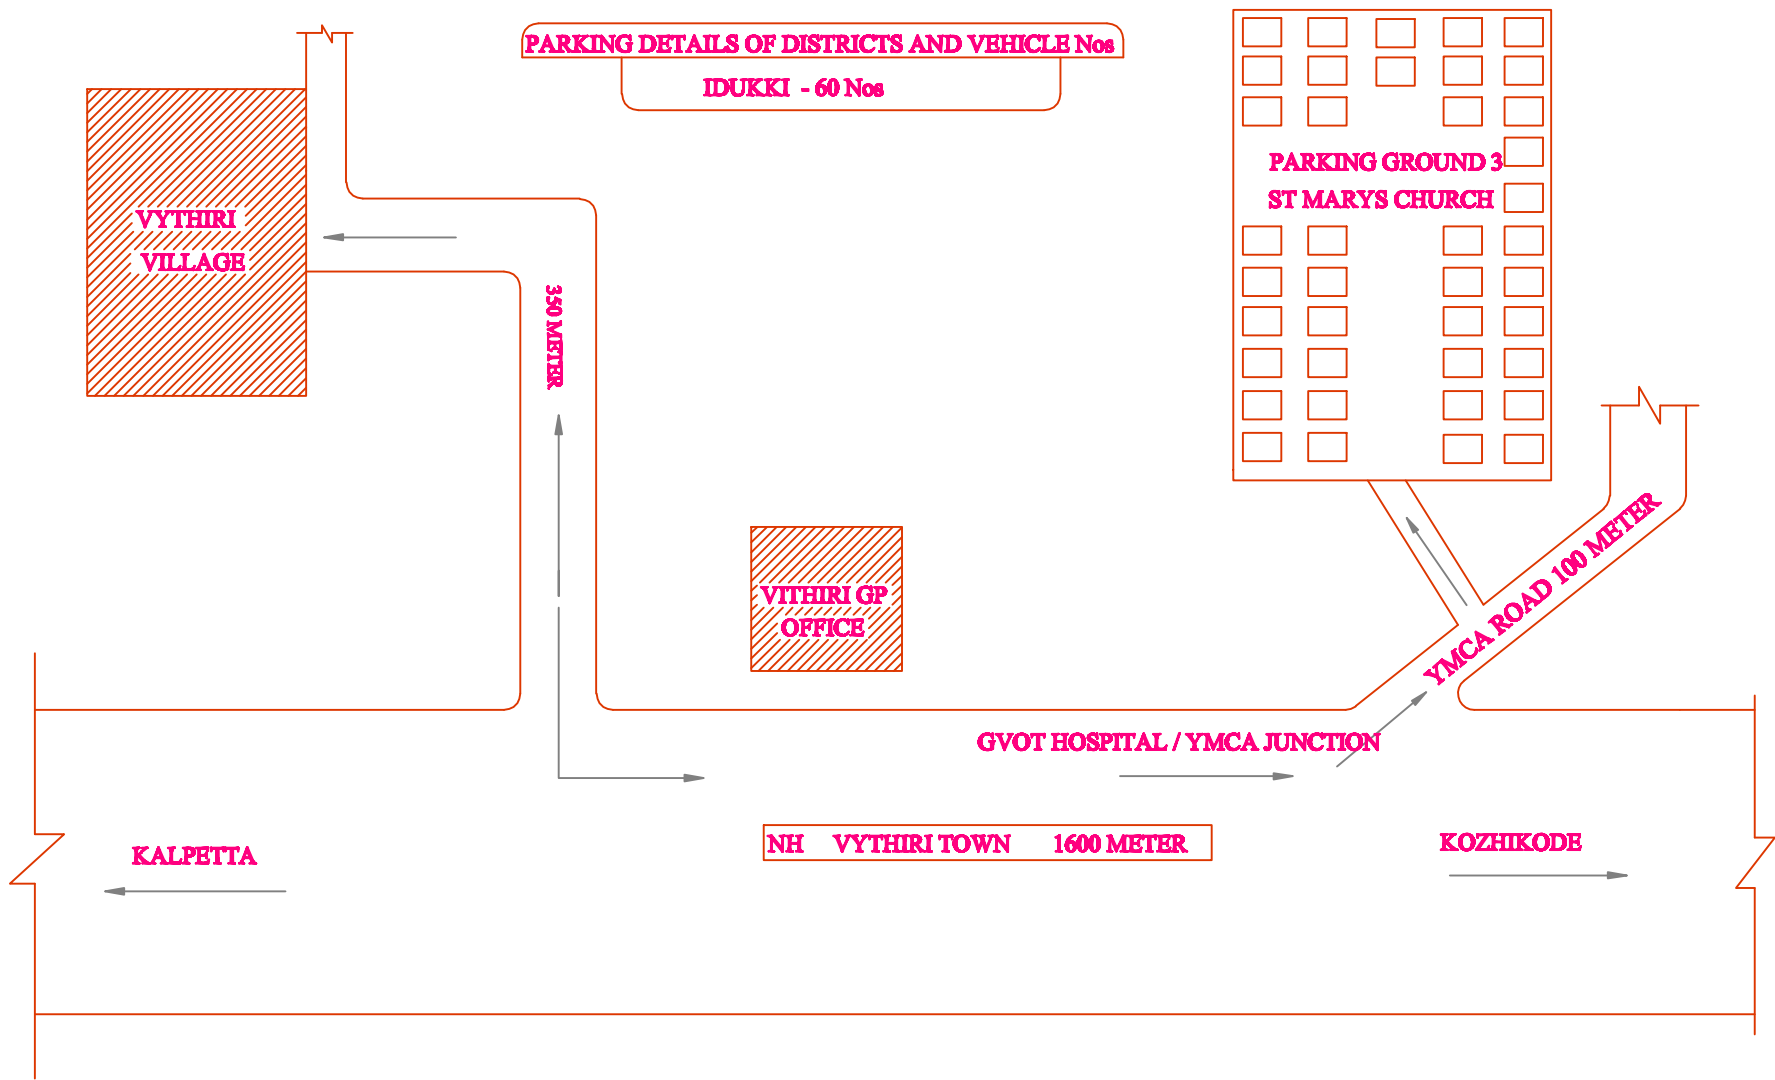 PARKING DETAILS OF DISTRICTS AND VEHICLE Nos
IDUKKI - 60 Nos
PARKING GROUND 3
ST MARYS CHURCH
VYTHIRI
VILLAGE
350 METER
YMCA ROAD 100 METER
VITHIRI GP
OFFICE
GVOT HOSPITAL / YMCA JUNCTION
NH VYTHIRI TOWN 1600 METER
KALPETTA
KOZHIKODE